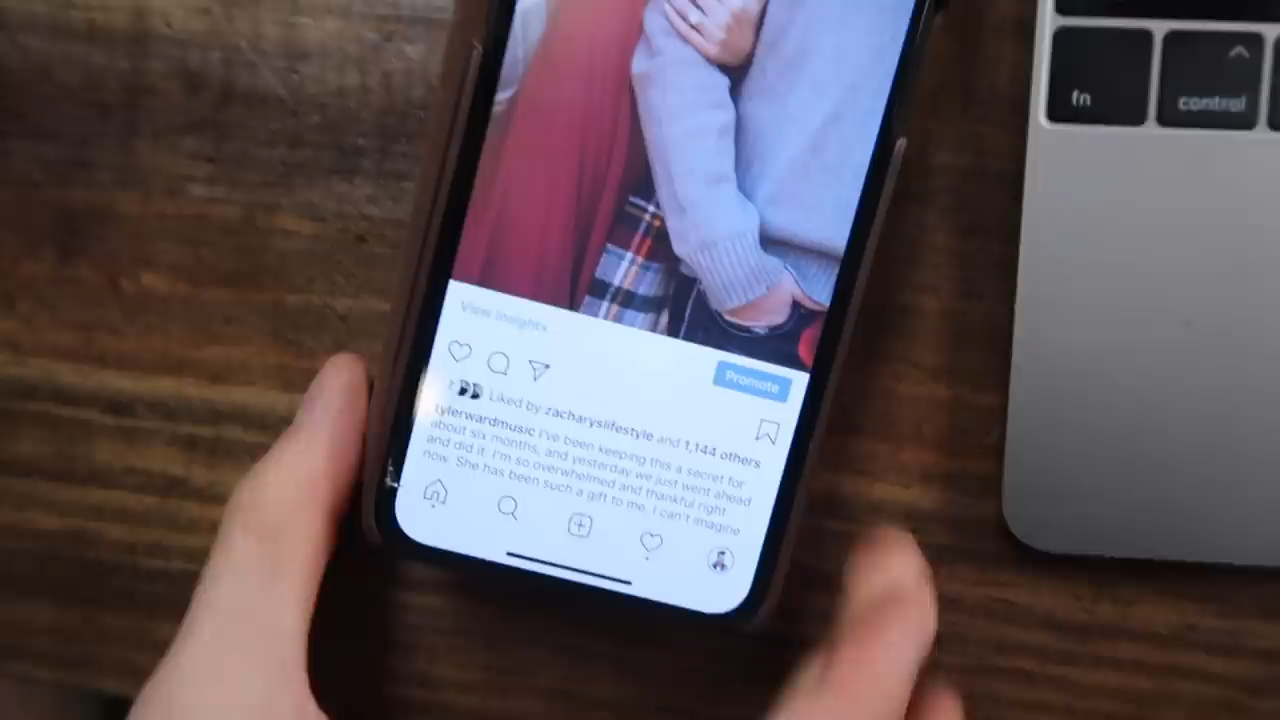 fn
control
View Insights
Promote
Liked by zacharyslifestyle and 1,144 others
tylerwardmusic I've been keeping this a secret for
about six months, and yesterday we just went ahead
and did it. I'm so overwhelmed and thankful right
now. She has been such a gift to me, I can't imagine